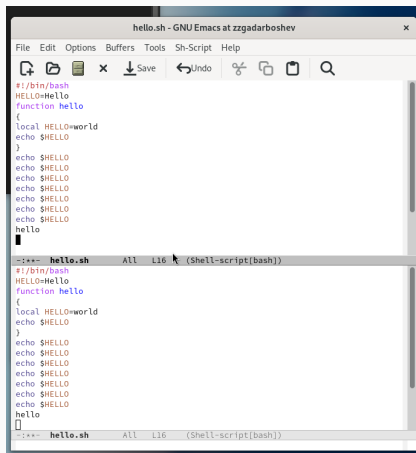 hello.sh - GNU Emacs at zzgadarboshev
File Edit Options Buffers Tools Sh-Script Help
Save Undo
#!/bin/bash
HELLO=Hello
function hello
{
local HELLO=world
echo $HELLO
}
echo $HELLO
echo $HELLO
echo $HELLO
echo $HELLO
echo $HELLO
echo $HELLO
echo $HELLO
hello
-:**- hello.sh All L16 (Shell-script[bash])
#!/bin/bash
HELLO=Hello
function hello
{
local HELLO=world
echo $HELLO
}
echo $HELLO
echo $HELLO
echo $HELLO
echo $HELLO
echo $HELLO
echo $HELLO
echo $HELLO
hello
-:**- hello.sh All L16 (Shell-script[bash])